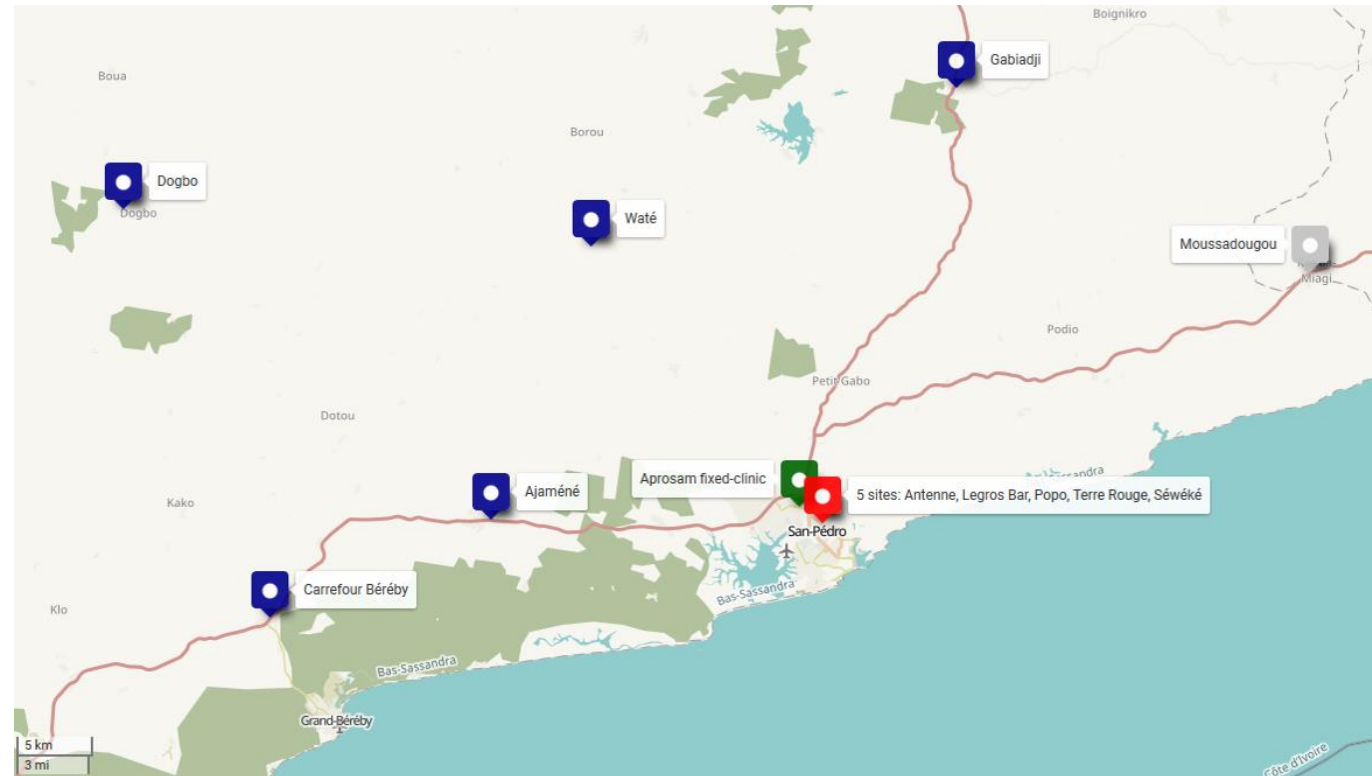 Boignikro
Gabiadji
Boua
Borou
Dogbo
Dogbo
Waté
Moussadougou
Miagi
Podio
Petit Gabo
Dotou
Aprosam fixed-clinic
Ajaméné
5 sites: Antenne, Legros Bar, Popo, Terre Rouge, Séwéké
Kako
San-Pédro
Carrefour Béréby
Bas-Sassandra
Klo
Bas-Sassandra
Grand-Béréby
5 km
3 mi
Côte d'Ivoire